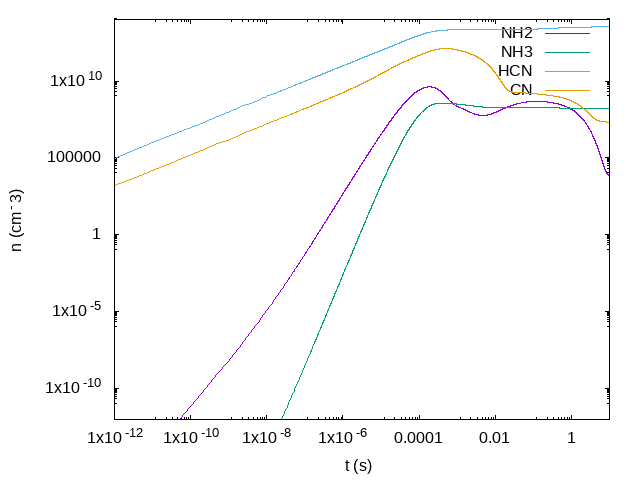 NH2
NH3
HCN
CN
1x10^10
100000
1
1x10^-5
1x10^-10
n (cm^-3)
1x10^-12 1x10^-10 1x10^-8 1x10^-6 0.0001 0.01 1
t (s)